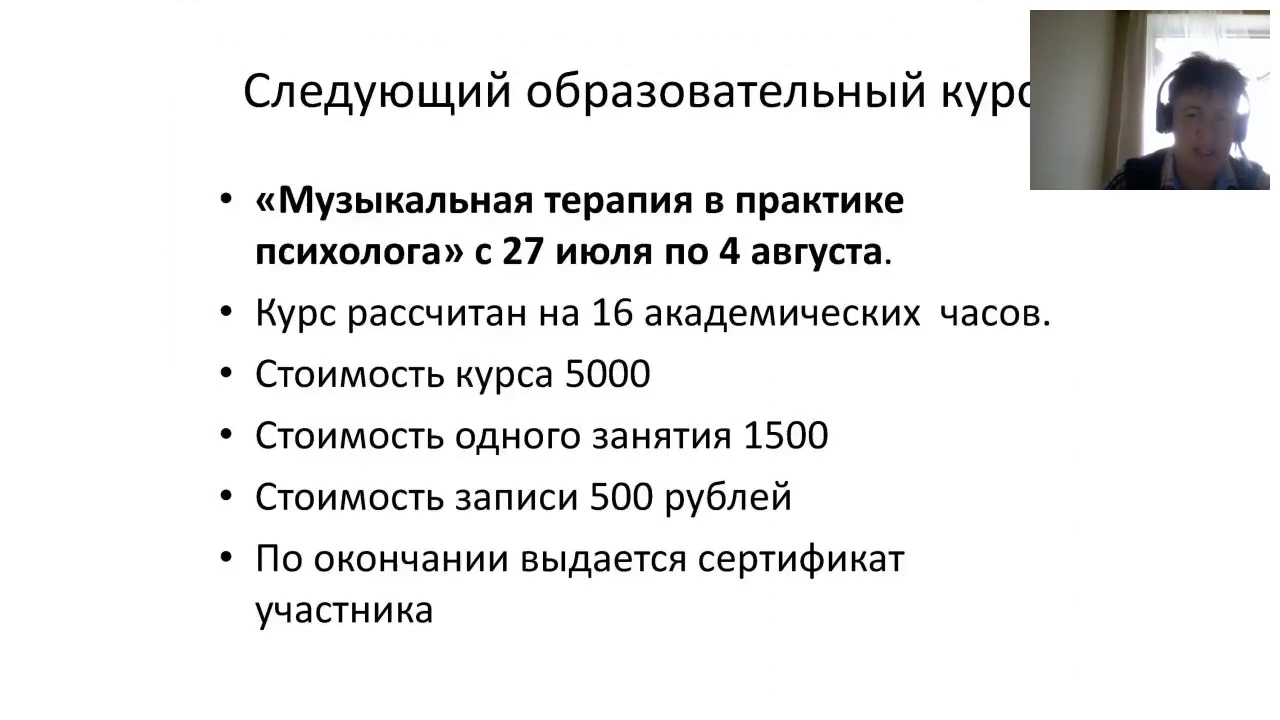 Следующий образовательный курс
• «Музыкальная терапия в практике
психолога» с 27 июля по 4 августа.
• Курс рассчитан на 16 академических часов.
• Стоимость курса 5000
• Стоимость одного занятия 1500
• Стоимость записи 500 рублей
• По окончании выдается сертификат
участника